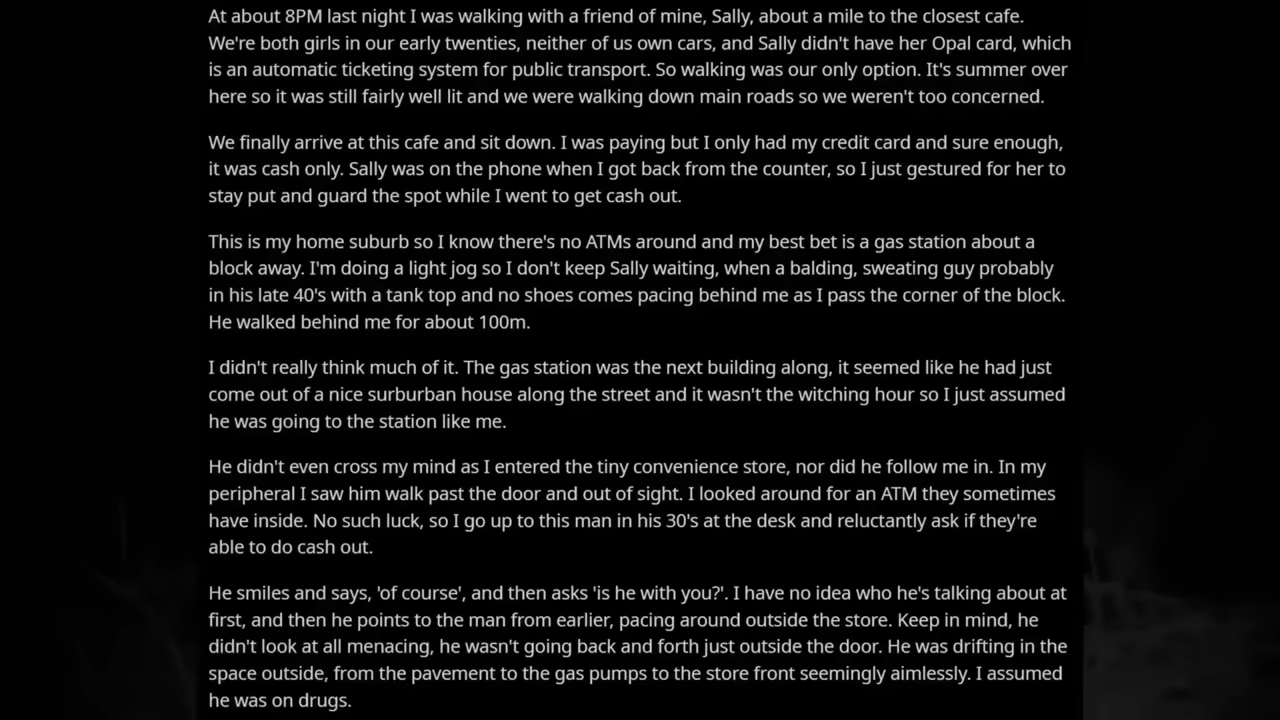 At about 8PM last night I was walking with a friend of mine, Sally, about a mile to the closest cafe.
We're both girls in our early twenties, neither of us own cars, and Sally didn't have her Opal card, which
is an automatic ticketing system for public transport. So walking was our only option. It's summer over
here so it was still fairly well lit and we were walking down main roads so we weren't too concerned.
We finally arrive at this cafe and sit down. I was paying but I only had my credit card and sure enough,
it was cash only. Sally was on the phone when I got back from the counter, so I just gestured for her to
stay put and guard the spot while I went to get cash out.
This is my home suburb so I know there's no ATMs around and my best bet is a gas station about a
block away. I'm doing a light jog so I don't keep Sally waiting, when a balding, sweating guy probably
in his late 40's with a tank top and no shoes comes pacing behind me as I pass the corner of the block.
He walked behind me for about 100m.
I didn't really think much of it. The gas station was the next building along, it seemed like he had just
come out of a nice surburban house along the street and it wasn't the witching hour so I just assumed
he was going to the station like me.
He didn't even cross my mind as I entered the tiny convenience store, nor did he follow me in. In my
peripheral I saw him walk past the door and out of sight. I looked around for an ATM they sometimes
have inside. No such luck, so I go up to this man in his 30's at the desk and reluctantly ask if they're
able to do cash out.
He smiles and says, 'of course', and then asks 'is he with you?'. I have no idea who he's talking about at
first, and then he points to the man from earlier, pacing around outside the store. Keep in mind, he
didn't look at all menacing, he wasn't going back and forth just outside the door. He was drifting in the
space outside, from the pavement to the gas pumps to the store front seemingly aimlessly. I assumed
he was on drugs.